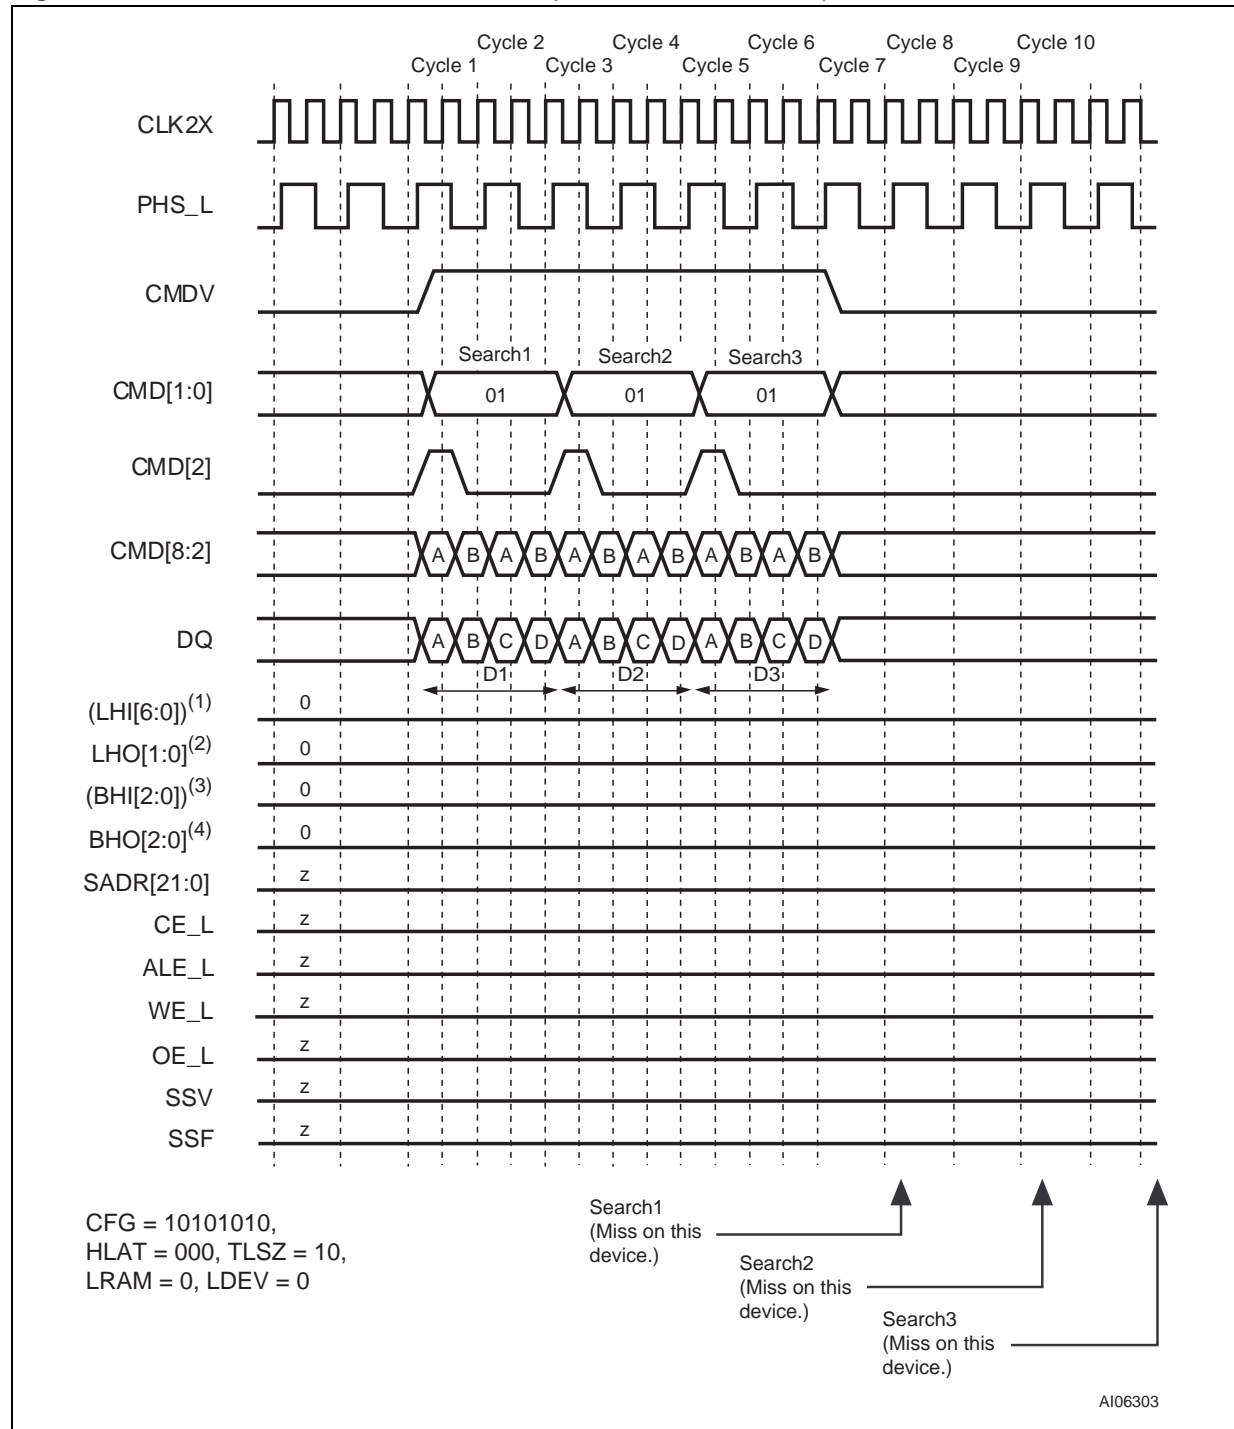 Cycle 2 Cycle 4 Cycle 6 Cycle 8 Cycle 10
Cycle 1 Cycle 3 Cycle 5 Cycle 7 Cycle 9
CLK2X
PHS_L
CMDV
Search1 Search2 Search3
CMD[1:0] 01 01 01
CMD[2]
CMD[8:2] A B A B A B A B A B A B
DQ A B C D A B C D A B C D
D1 D2 D3
(LHI[6:0])(1) 0
LHO[1:0](2) 0
(BHI[2:0])(3) 0
BHO[2:0](4) 0
SADR[21:0] z
CE_L z
ALE_L z
WE_L z
OE_L z
SSV z
SSF z
CFG = 10101010,
HLAT = 000, TLSZ = 10,
LRAM = 0, LDEV = 0
Search1
(Miss on this
device.)
Search2
(Miss on this
device.)
Search3
(Miss on this
device.)
AI06303